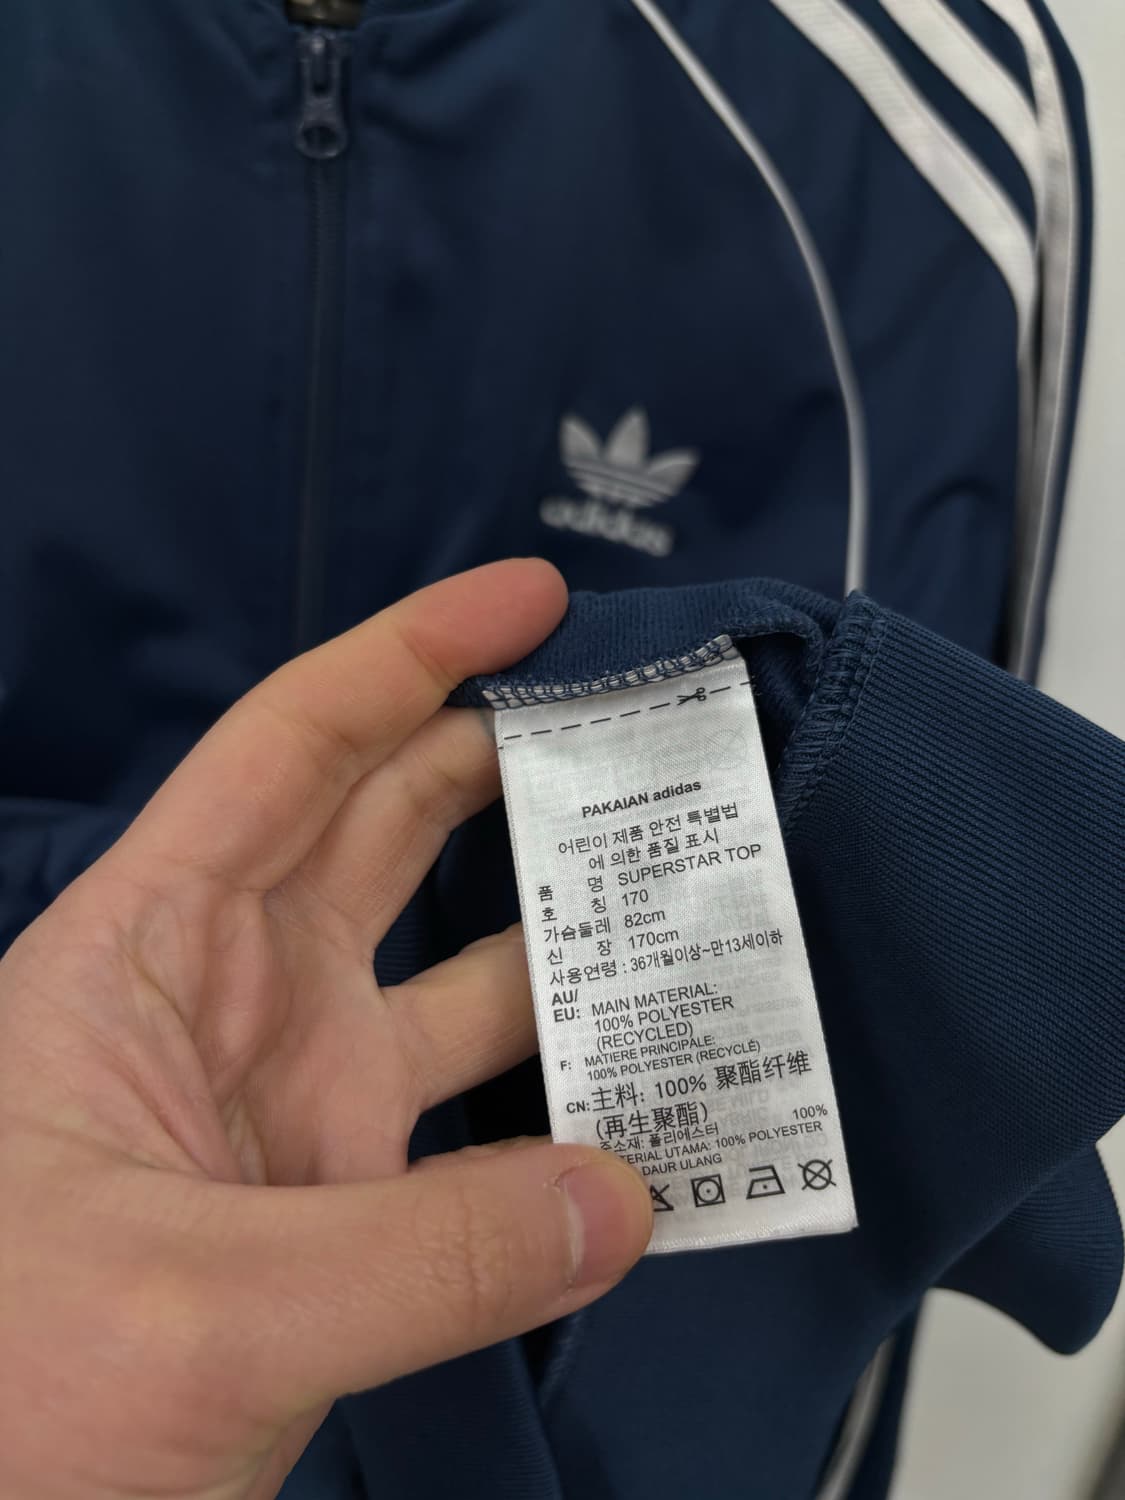 adidas
PAKAIAN adidas
어린이 제품 안전 특별법
에 의한 품질 표시
품 명 SUPERSTAR TOP
호 칭 170
가슴둘레 82cm
신 장 170cm
사용연령 : 36개월이상~만13세이하
AU/
EU: MAIN MATERIAL:
100% POLYESTER
(RECYCLED)
F: MATIERE PRINCIPALE:
100% POLYESTER (RECYCLÉ)
CN: 主料: 100% 聚酯纤维
(再生聚酯)
주소재: 폴리에스터 100%
TERIAL UTAMA: 100% POLYESTER
DAUR ULANG